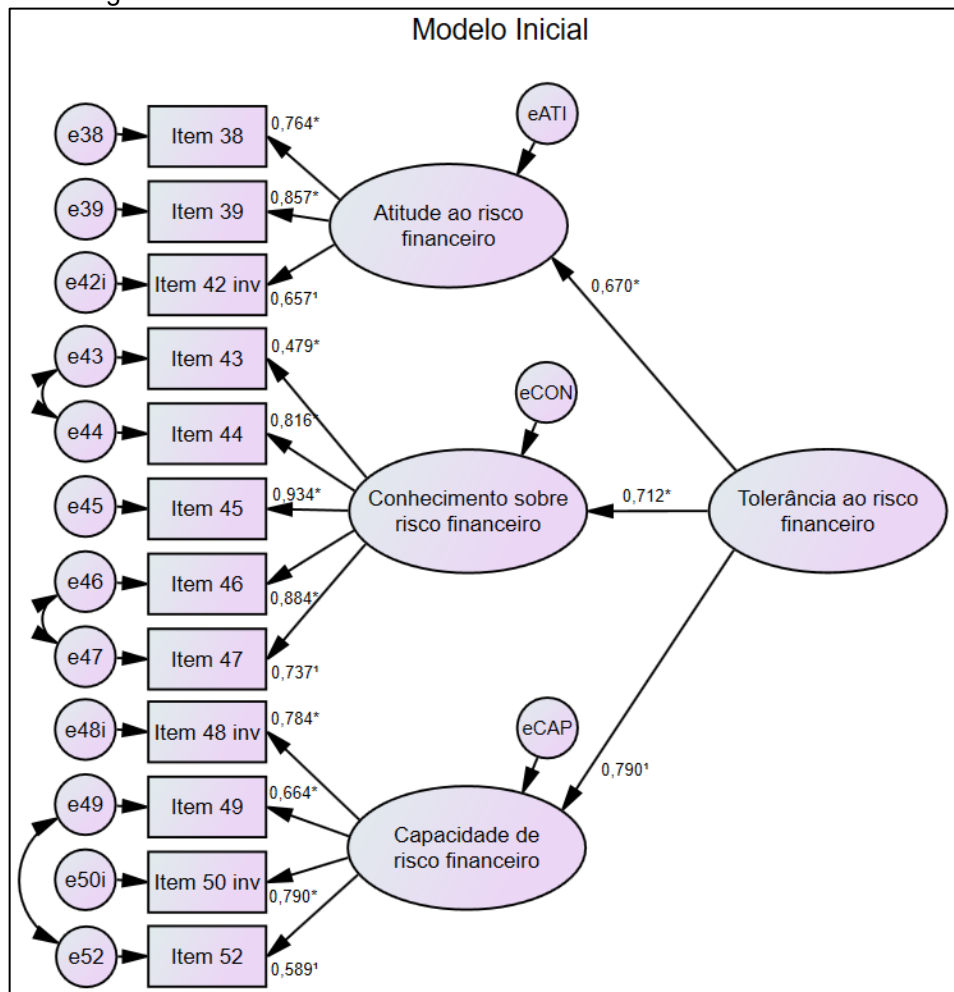 Modelo Inicial
eATI
e38
Item 38
0,764*
e39
Item 39
0,857*
Atitude ao risco
financeiro
e42i
Item 42 inv
0,657¹
0,670*
e43
Item 43
0,479*
eCON
e44
Item 44
0,816*
e45
Item 45
0,934*
Conhecimento sobre
risco financeiro
0,712*
Tolerância ao risco
financeiro
e46
Item 46
0,884*
e47
Item 47
0,737¹
e48i
Item 48 inv
0,784*
eCAP
0,790¹
e49
Item 49
0,664*
Capacidade de
risco financeiro
e50i
Item 50 inv
0,790*
e52
Item 52
0,589¹